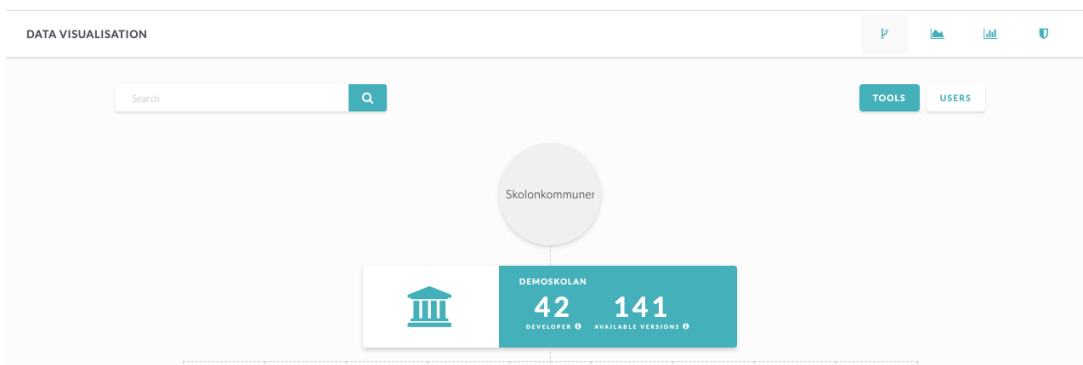 DATA VISUALISATION
Search
TOOLS
USERS
Skolonkommuner
DEMOSKOLAN
42 141
DEVELOPER AVAILABLE VERSIONS